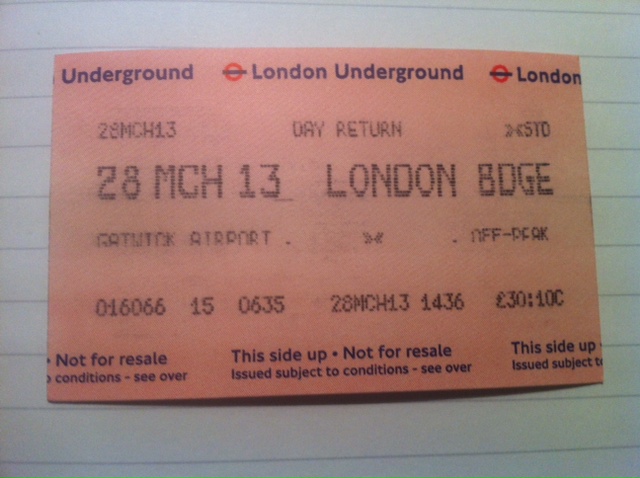 Underground London Underground London
28MCH13 DAY RETURN STD
28 MCH 13 LONDON BDGE
GATWICK AIRPORT . . OFF-PEAK
016066 15 0635 28MCH13 1436 £30:10C
• Not for resale This side up • Not for resale This side up •
o conditions - see over Issued subject to conditions - see over Issued subject to